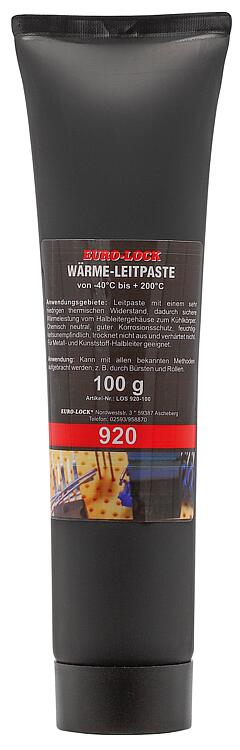 EURO-LOCK
WÄRME-LEITPASTE
von -40°C bis + 200°C
Anwendungsgebiete: Leitpaste mit einem sehr
niedrigen thermischen Widerstand, dadurch sichere
Wärmeleistung vom Halbleitergehäuse zum Kühlkörper.
Chemisch neutral, guter Korrosionsschutz, feuchtig-
keitsunempfindlich, trocknet nicht aus und verhärtet nicht.
Für Metall- und Kunststoff-Halbleiter geeignet.
Anwendung: Kann mit allen bekannten Methoden
aufgebracht werden, z. B. durch Bürsten und Rollen.
100 g
Artikel-Nr.: LOS 920-100
EURO-LOCK® Nordweststr. 3 * 59387 Ascheberg
Telefon: 02593/958870
920